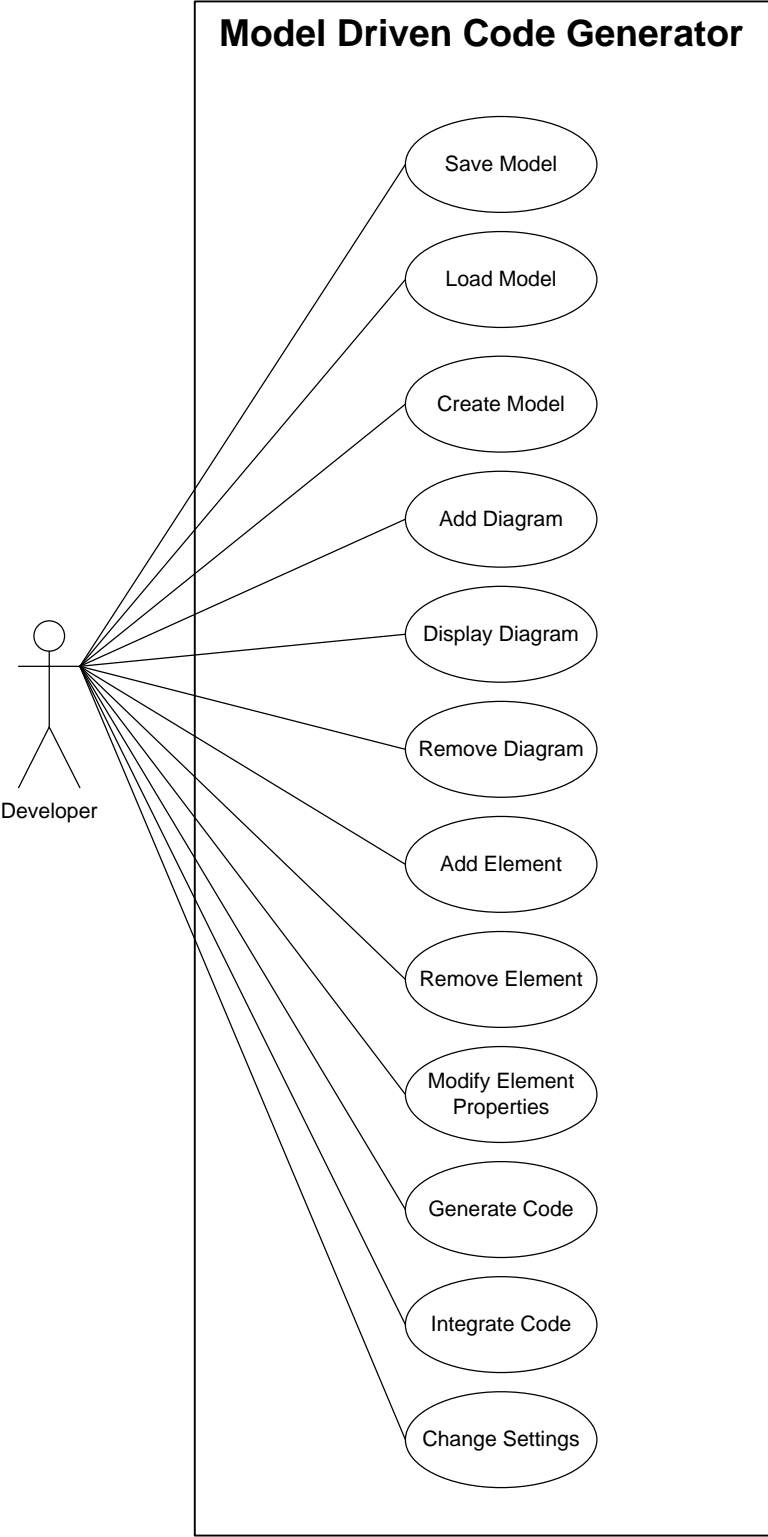 Model Driven Code Generator
Save Model
Load Model
Create Model
Add Diagram
Display Diagram
Remove Diagram
Developer
Add Element
Remove Element
Modify Element
Properties
Generate Code
Integrate Code
Change Settings